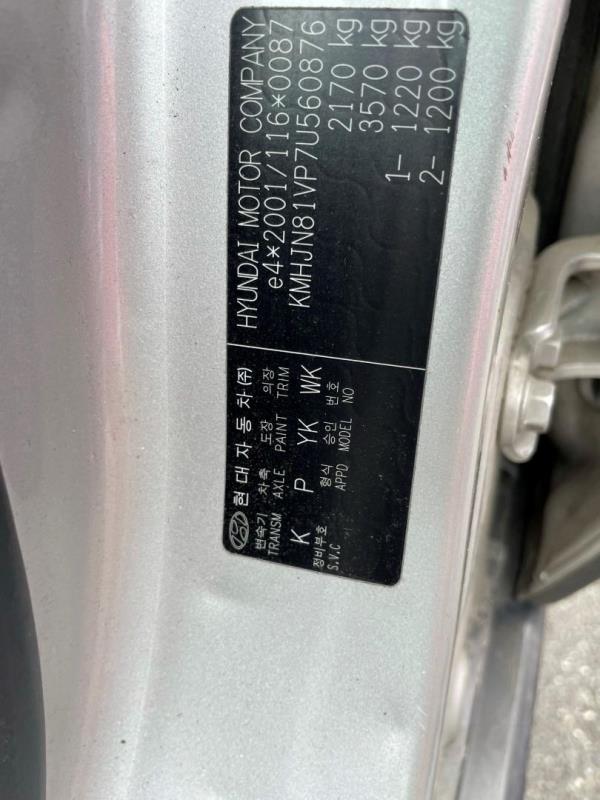 현대자동차(주)
변속기 차축 도장 의장
TRANSM AXLE PAINT TRIM
K P YK WK
정비부호 형식 승인 번호
S.V.C APPD MODEL NO
HYUNDAI MOTOR COMPANY
e4*2001/116*0087
KMHJN81VP7U560876
2170 kg
3570 kg
1- 1220 kg
2- 1200 kg